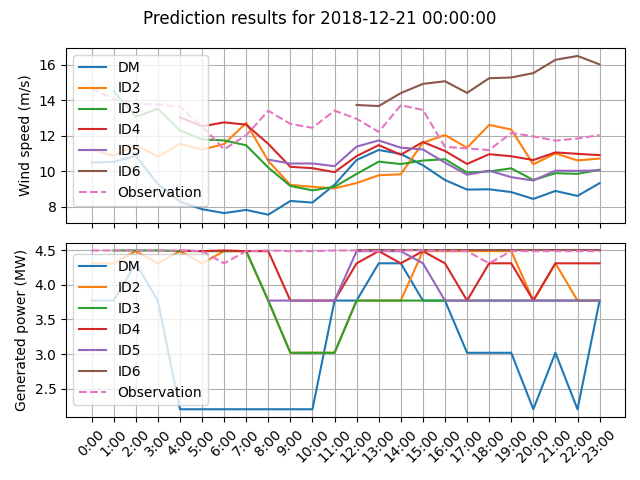 Prediction results for 2018-12-21 00:00:00
Wind speed (m/s)
16
14
12
10
8
DM
ID2
ID3
ID4
ID5
ID6
Observation
Generated power (MW)
4.5
4.0
3.5
3.0
2.5
DM
ID2
ID3
ID4
ID5
ID6
Observation
0:00
1:00
2:00
3:00
4:00
5:00
6:00
7:00
8:00
9:00
10:00
11:00
12:00
13:00
14:00
15:00
16:00
17:00
18:00
19:00
20:00
21:00
22:00
23:00